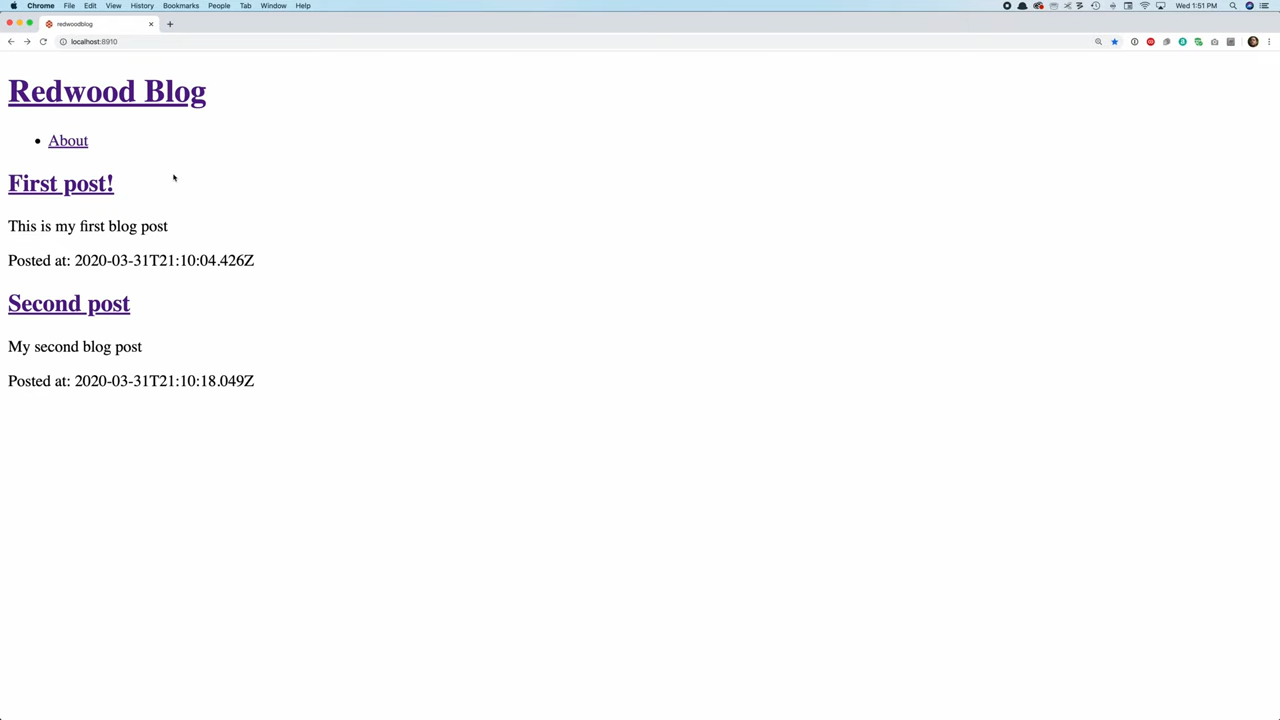 Chrome File Edit View History Bookmarks People Tab Window Help Wed 1:51 PM
redwoodblog
localhost:8910
Redwood Blog
About
First post!
This is my first blog post
Posted at: 2020-03-31T21:10:04.426Z
Second post
My second blog post
Posted at: 2020-03-31T21:10:18.049Z